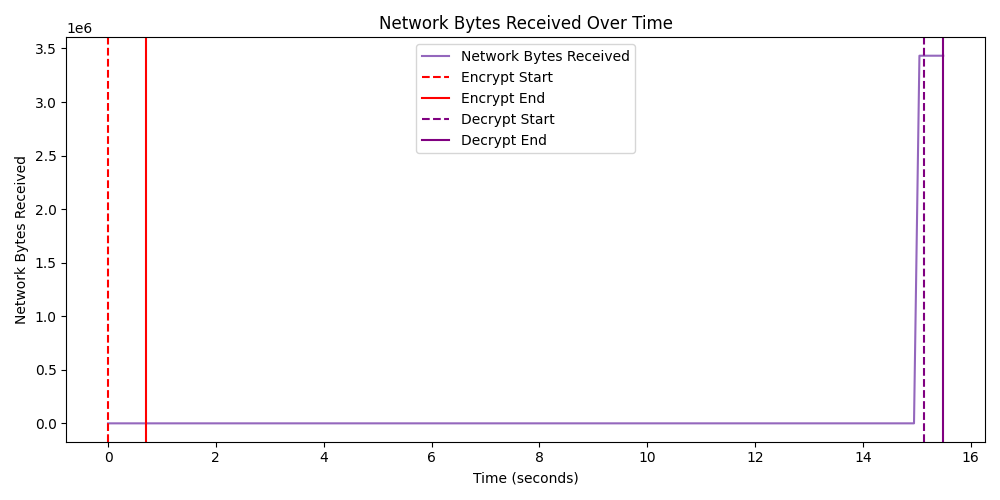 Network Bytes Received Over Time
1e6
3.5
3.0
2.5
2.0
1.5
1.0
0.5
0.0
Network Bytes Received
Network Bytes Received
Encrypt Start
Encrypt End
Decrypt Start
Decrypt End
0 2 4 6 8 10 12 14 16
Time (seconds)